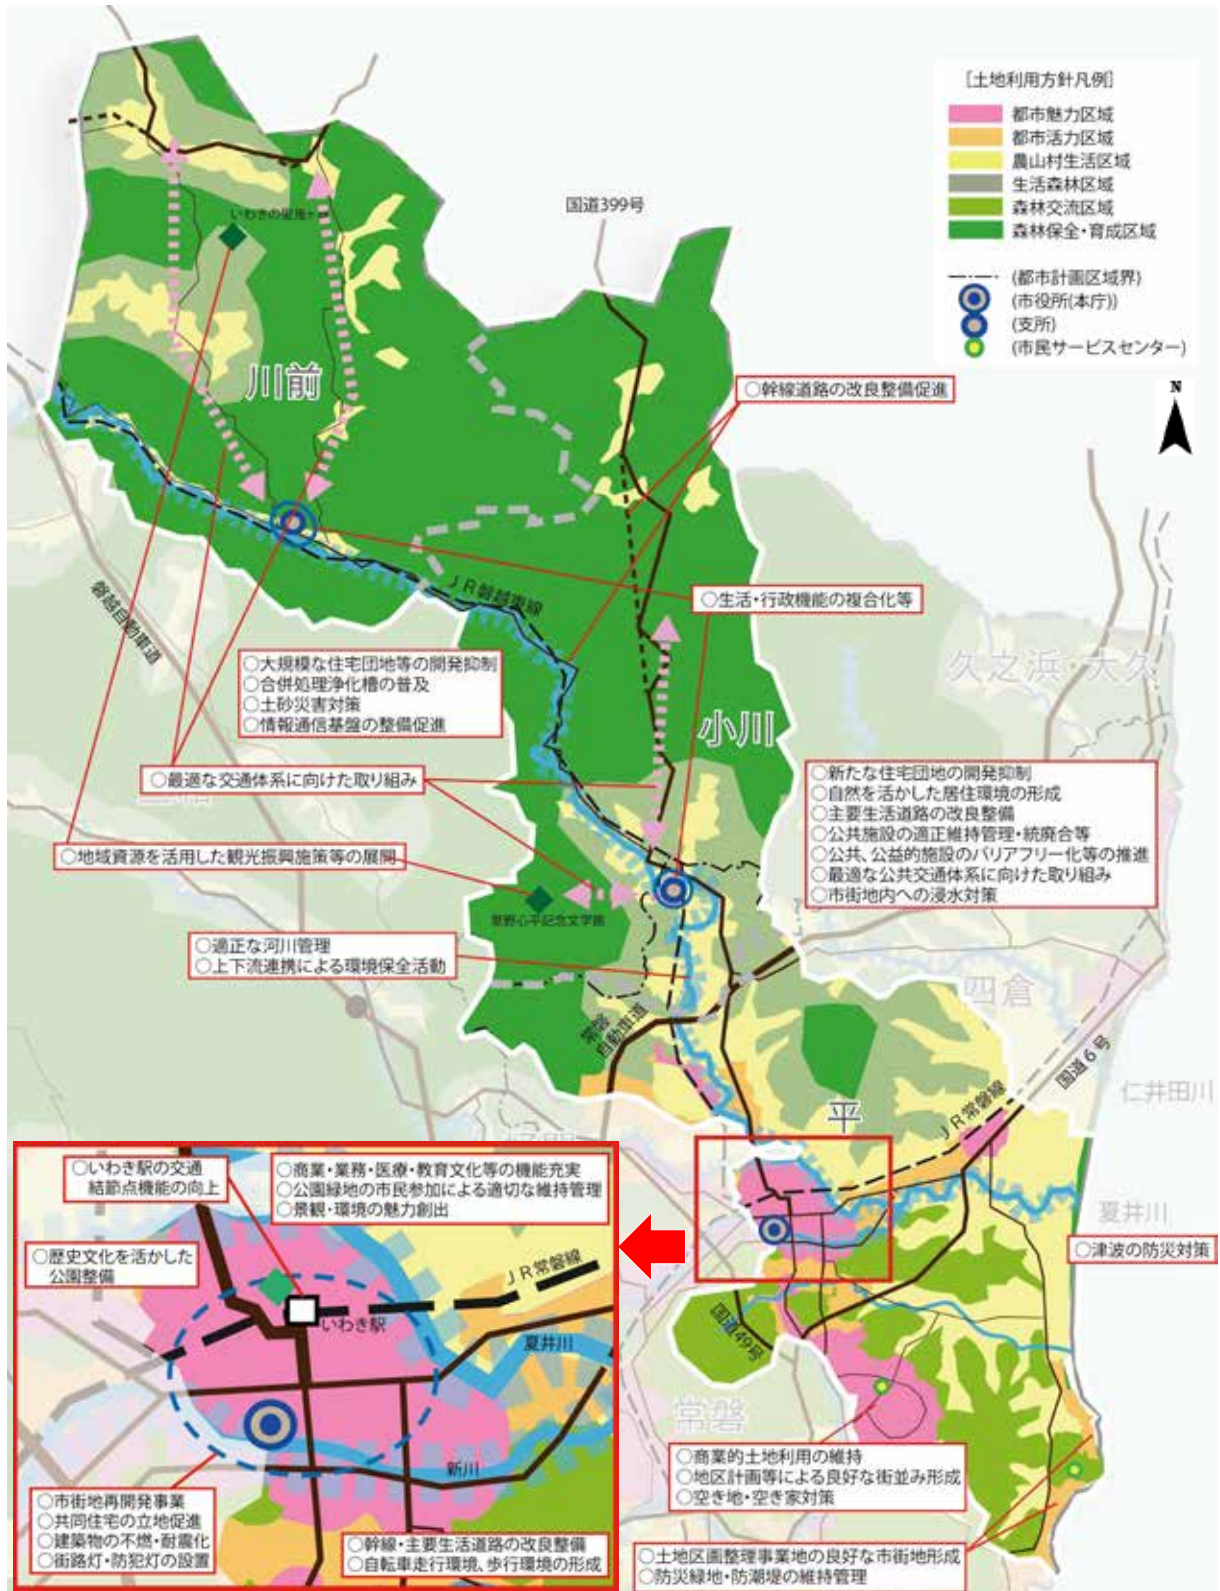 [土地利用方針凡例]
都市魅力区域
都市活力区域
農山村生活区域
生活森林区域
森林交流区域
森林保全・育成区域
(都市計画区域界)
(市役所(本庁))
(支所)
(市民サービスセンター)
N
国道399号
いわきの里鬼ヶ
川前
○幹線道路の改良整備促進
JR磐越東線
磐越自動車道
○生活・行政機能の複合化等
久之浜・大久
○大規模な住宅団地等の開発抑制
○合併処理浄化槽の普及
○土砂災害対策
○情報通信基盤の整備促進
小川
○最適な交通体系に向けた取り組み
○新たな住宅団地の開発抑制
○自然を活かした居住環境の形成
○主要生活道路の改良整備
○公共施設の適正維持管理・統廃合等
○公共、公益的施設のバリアフリー化等の推進
○最適な公共交通体系に向けた取り組み
○市街地内への浸水対策
○地域資源を活用した観光振興施策等の展開
草野心平記念文学館
○適正な河川管理
○上下流連携による環境保全活動
四倉
常磐
自動車道
国道6号
仁井田川
平
JR常磐線
夏井川
○津波の防災対策
国道49号
常磐
○商業的土地利用の維持
○地区計画等による良好な街並み形成
○空き地・空き家対策
○土地区画整理事業地の良好な市街地形成
○防災緑地・防潮堤の維持管理
○いわき駅の交通
結節点機能の向上
○商業・業務・医療・教育文化等の機能充実
○公園緑地の市民参加による適切な維持管理
○景観・環境の魅力創出
○歴史文化を活かした
公園整備
JR常磐線
いわき駅
夏井川
新川
○市街地再開発事業
○共同住宅の立地促進
○建築物の不燃・耐震化
○街路灯・防犯灯の設置
○幹線・主要生活道路の改良整備
○自転車走行環境、歩行環境の形成